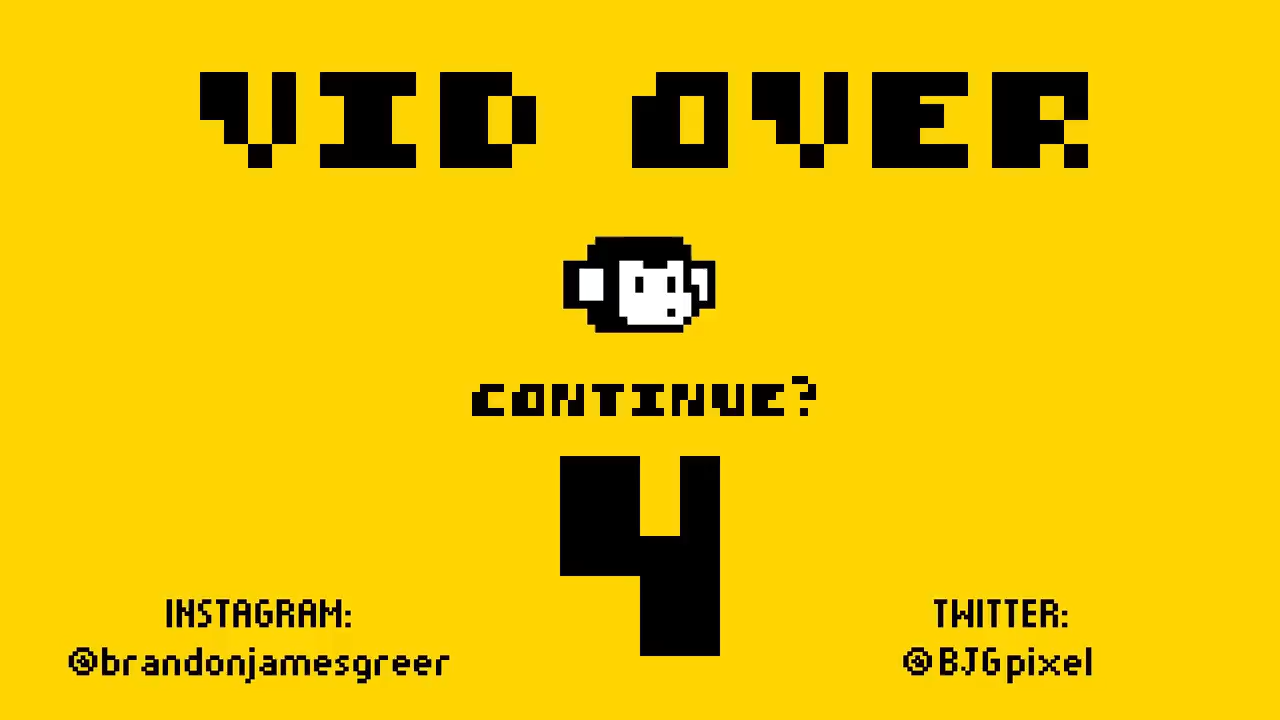 VID OVER
CONTINUE?
4
INSTAGRAM:
@brandonjamesgreer
TWITTER:
@BJGpixel